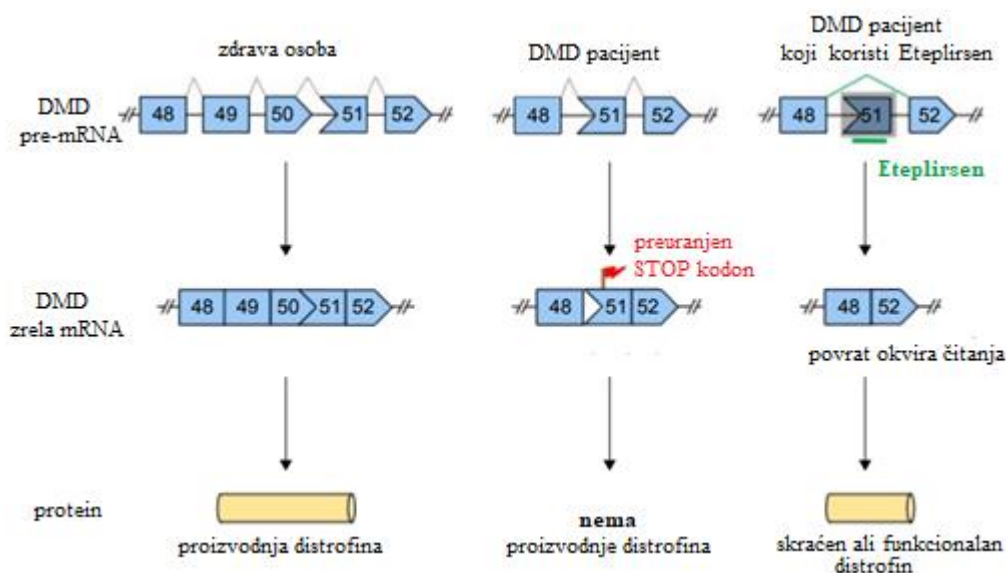 zdrava osoba
DMD pacijent
DMD pacijent
koji koristi Eteplirsen
DMD
pre-mRNA
48 49 50 51 52
48 51 52
48 51 52
Eteplirsen
preuranjen
STOP kodon
DMD
zrela mRNA
48 49 50 51 52
48 51 52
48 52
povrat okvira čitanja
protein
proizvodnja distrofina
nema
proizvodnje distrofina
skraćen ali funkcionalan
distrofin